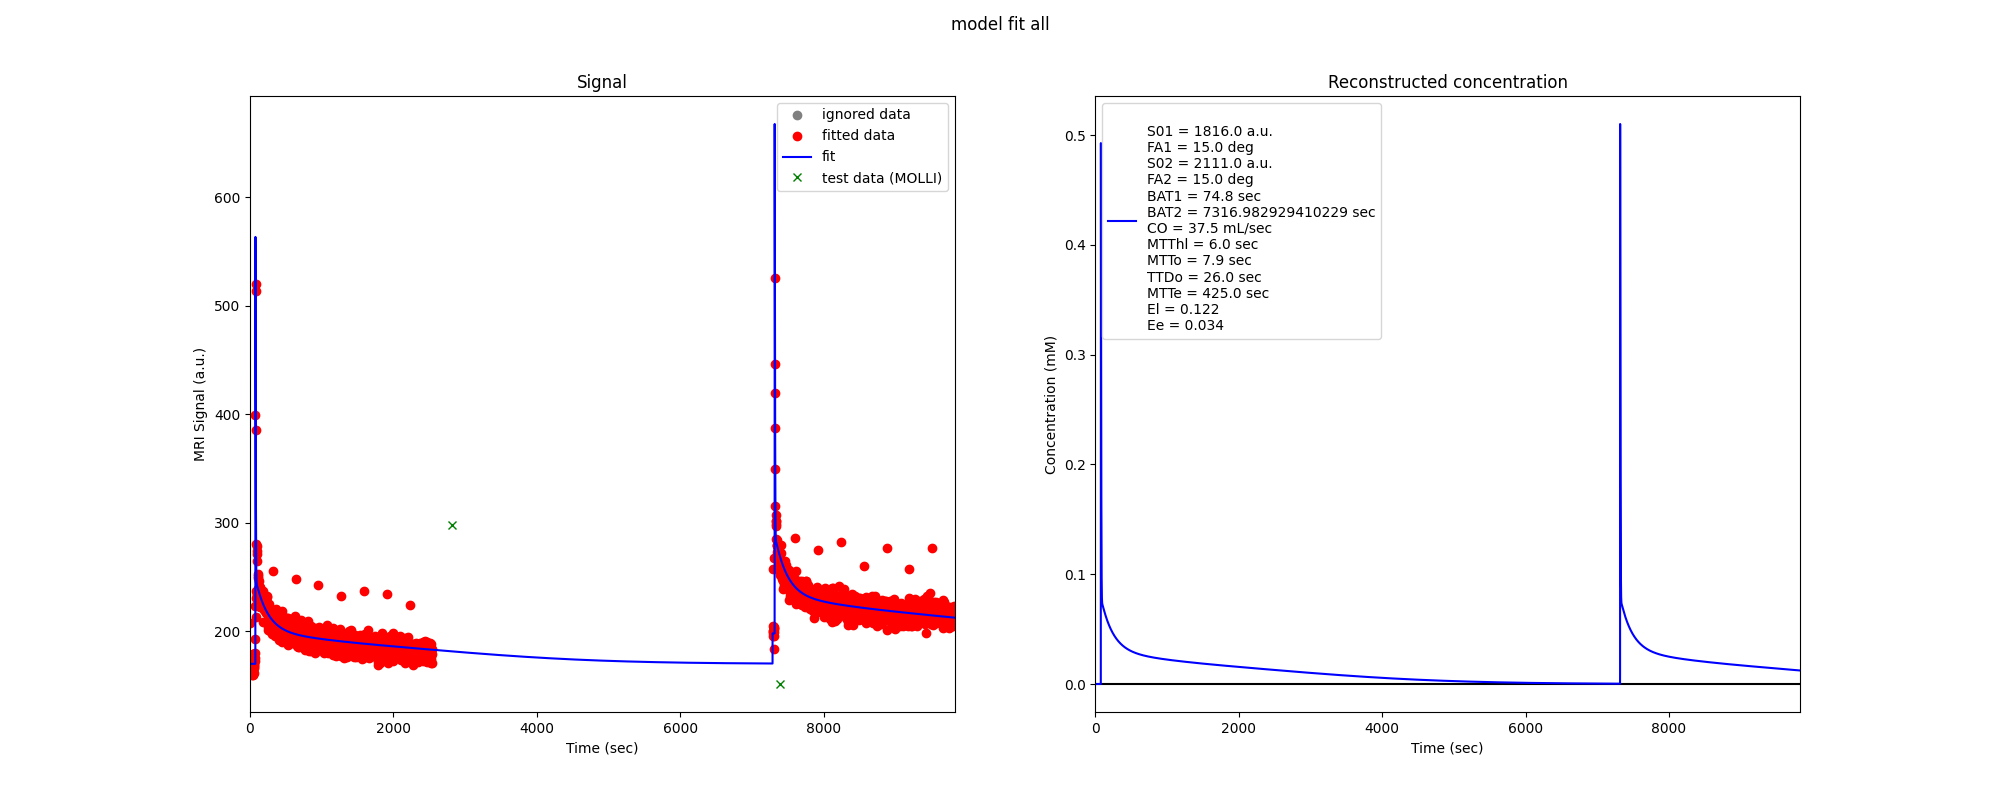 model fit all
Signal
ignored data
fitted data
fit
test data (MOLLI)
600
500
400
300
200
MRI Signal (a.u.)
0
2000
4000
6000
8000
Time (sec)
Reconstructed concentration
S01 = 1816.0 a.u.
FA1 = 15.0 deg
S02 = 2111.0 a.u.
FA2 = 15.0 deg
BAT1 = 74.8 sec
BAT2 = 7316.982929410229 sec
CO = 37.5 mL/sec
MTThl = 6.0 sec
MTTo = 7.9 sec
TTDo = 26.0 sec
MTTe = 425.0 sec
El = 0.122
Ee = 0.034
0.5
0.4
0.3
0.2
0.1
0.0
Concentration (mM)
0
2000
4000
6000
8000
Time (sec)